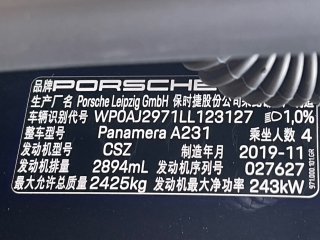 品牌 PORSCHE
生产厂名 Porsche Leipzig GmbH 保时捷股份公司
车辆识别代号 WP0AJ2971LL123127 1,0%
整车型号 Panamera A231 乘坐人数 4
发动机型号 CSZ 制造年月 2019-11
发动机排量 2894mL 发动机序列号 027627
最大允许总质量 2425kg 发动机最大净功率 243kW
971.000.101.GR